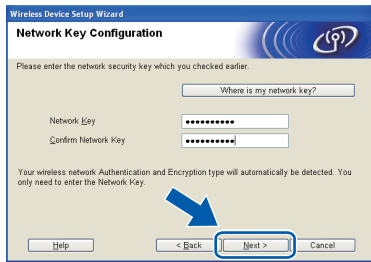 Wireless Device Setup Wizard
Network Key Configuration
Please enter the network security key which you checked earlier.
Where is my network key?
Network Key ●●●●●●●●●●
Confirm Network Key ●●●●●●●●●●
Your wireless network Authentication and Encryption type will automatically be detected. You
only need to enter the Network Key.
Help < Back Next > Cancel